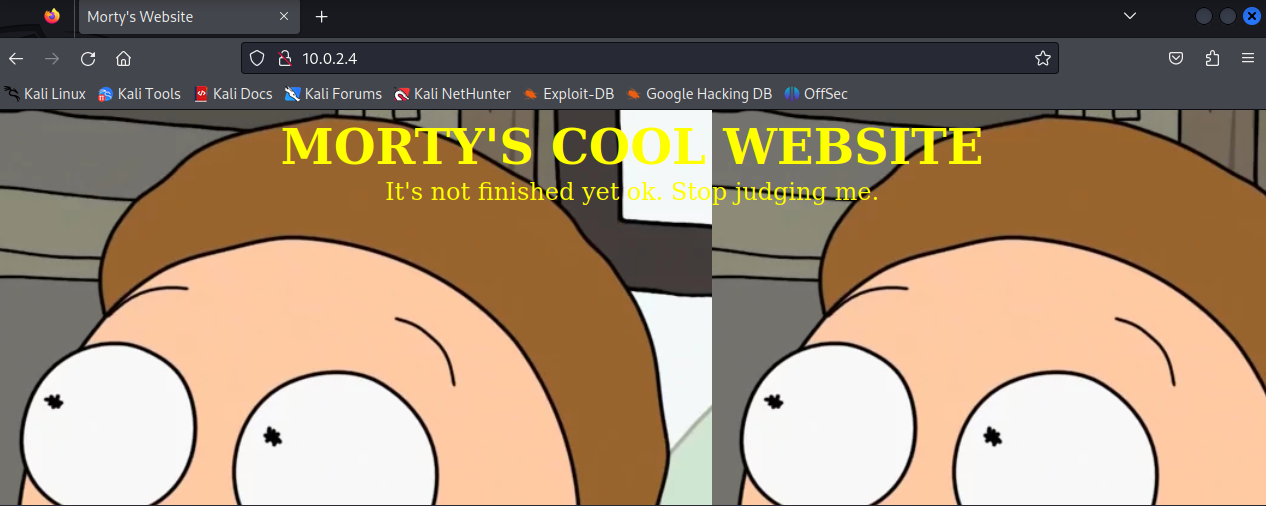 Morty's Website
10.0.2.4
Kali Linux Kali Tools Kali Docs Kali Forums Kali NetHunter Exploit-DB Google Hacking DB OffSec
MORTY'S COOL WEBSITE
It's not finished yet ok. Stop judging me.